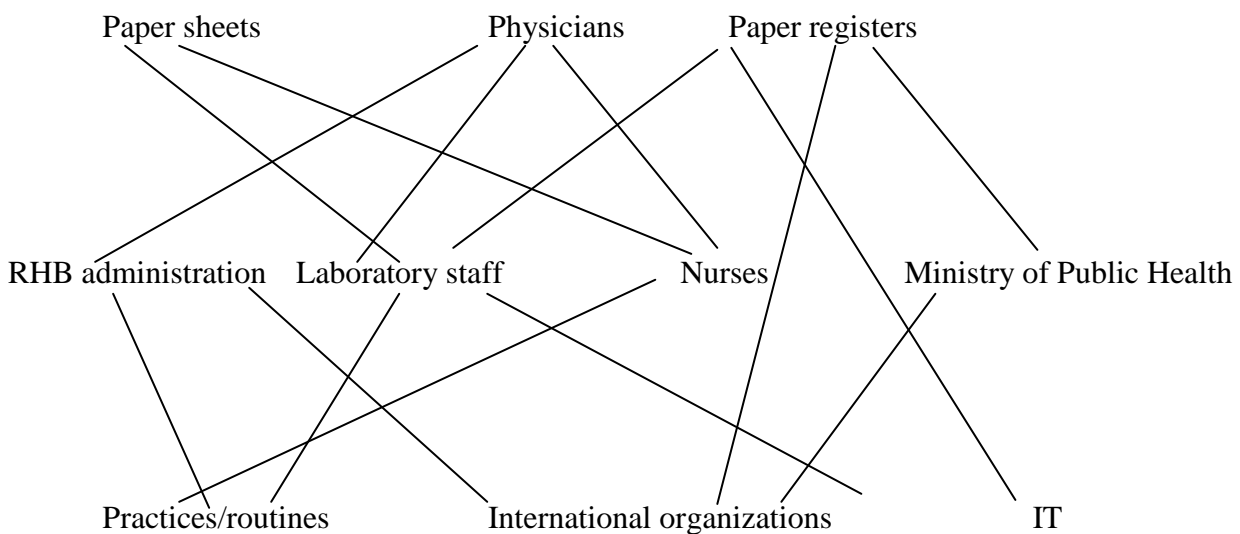 Paper sheets Physicians Paper registers
RHB administration Laboratory staff Nurses Ministry of Public Health
Practices/routines International organizations IT